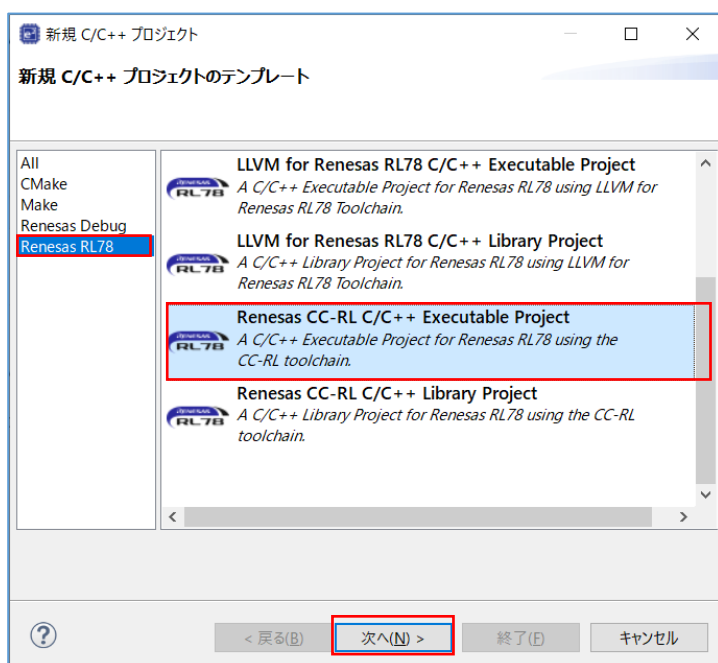 新規 C/C++ プロジェクト
新規 C/C++ プロジェクトのテンプレート
All
CMake
Make
Renesas Debug
Renesas RL78
LLVM for Renesas RL78 C/C++ Executable Project
RENESAS
RL78
A C/C++ Executable Project for Renesas RL78 using LLVM for
Renesas RL78 Toolchain.
LLVM for Renesas RL78 C/C++ Library Project
RENESAS
RL78
A C/C++ Library Project for Renesas RL78 using LLVM for
Renesas RL78 Toolchain.
Renesas CC-RL C/C++ Executable Project
RENESAS
RL78
A C/C++ Executable Project for Renesas RL78 using the
CC-RL toolchain.
Renesas CC-RL C/C++ Library Project
RENESAS
RL78
A C/C++ Library Project for Renesas RL78 using the CC-RL
toolchain.
?
< 戻る(B)
次へ(N) >
終了(F)
キャンセル